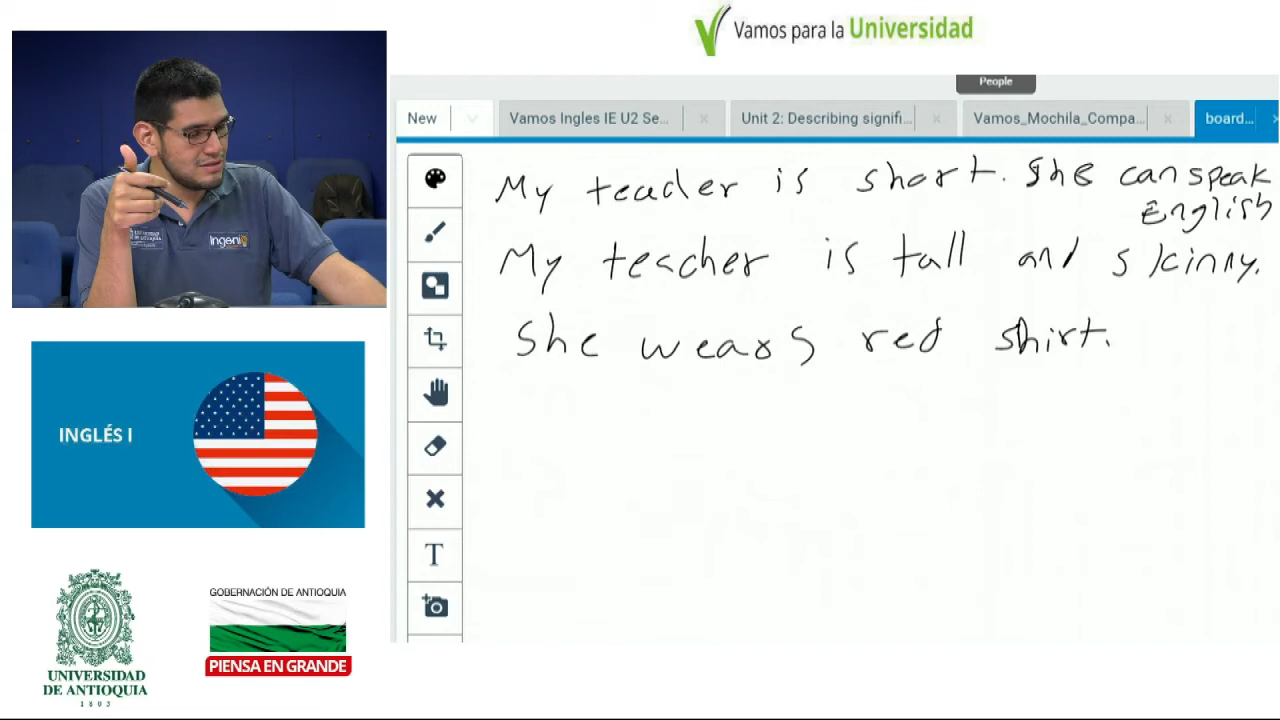 Vamos para la Universidad
People
New
Vamos Ingles IE U2 Se...
Unit 2: Describing signifi...
Vamos_Mochila_Compa...
board...
My teacher is short. She can speak
English
My teacher is tall and skinny.
She wears red shirt.
Ingeni@
INGLÉS I
UNIVERSIDAD
DE ANTIOQUIA
1803
GOBERNACIÓN DE ANTIOQUIA
PIENSA EN GRANDE
T